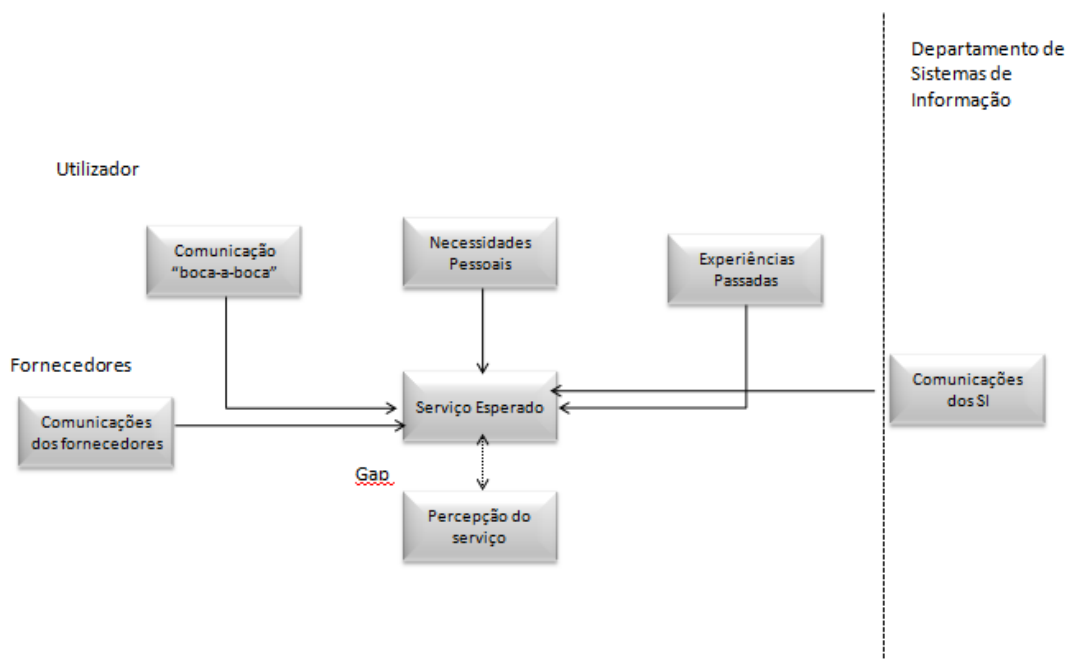 Departamento de
Sistemas de
Informação
Utilizador
Comunicação
“boca-a-boca”
Necessidades
Pessoais
Experiências
Passadas
Fornecedores
Comunicações
dos fornecedores
Serviço Esperado
Comunicações
dos SI
Gap
Percepção do
serviço